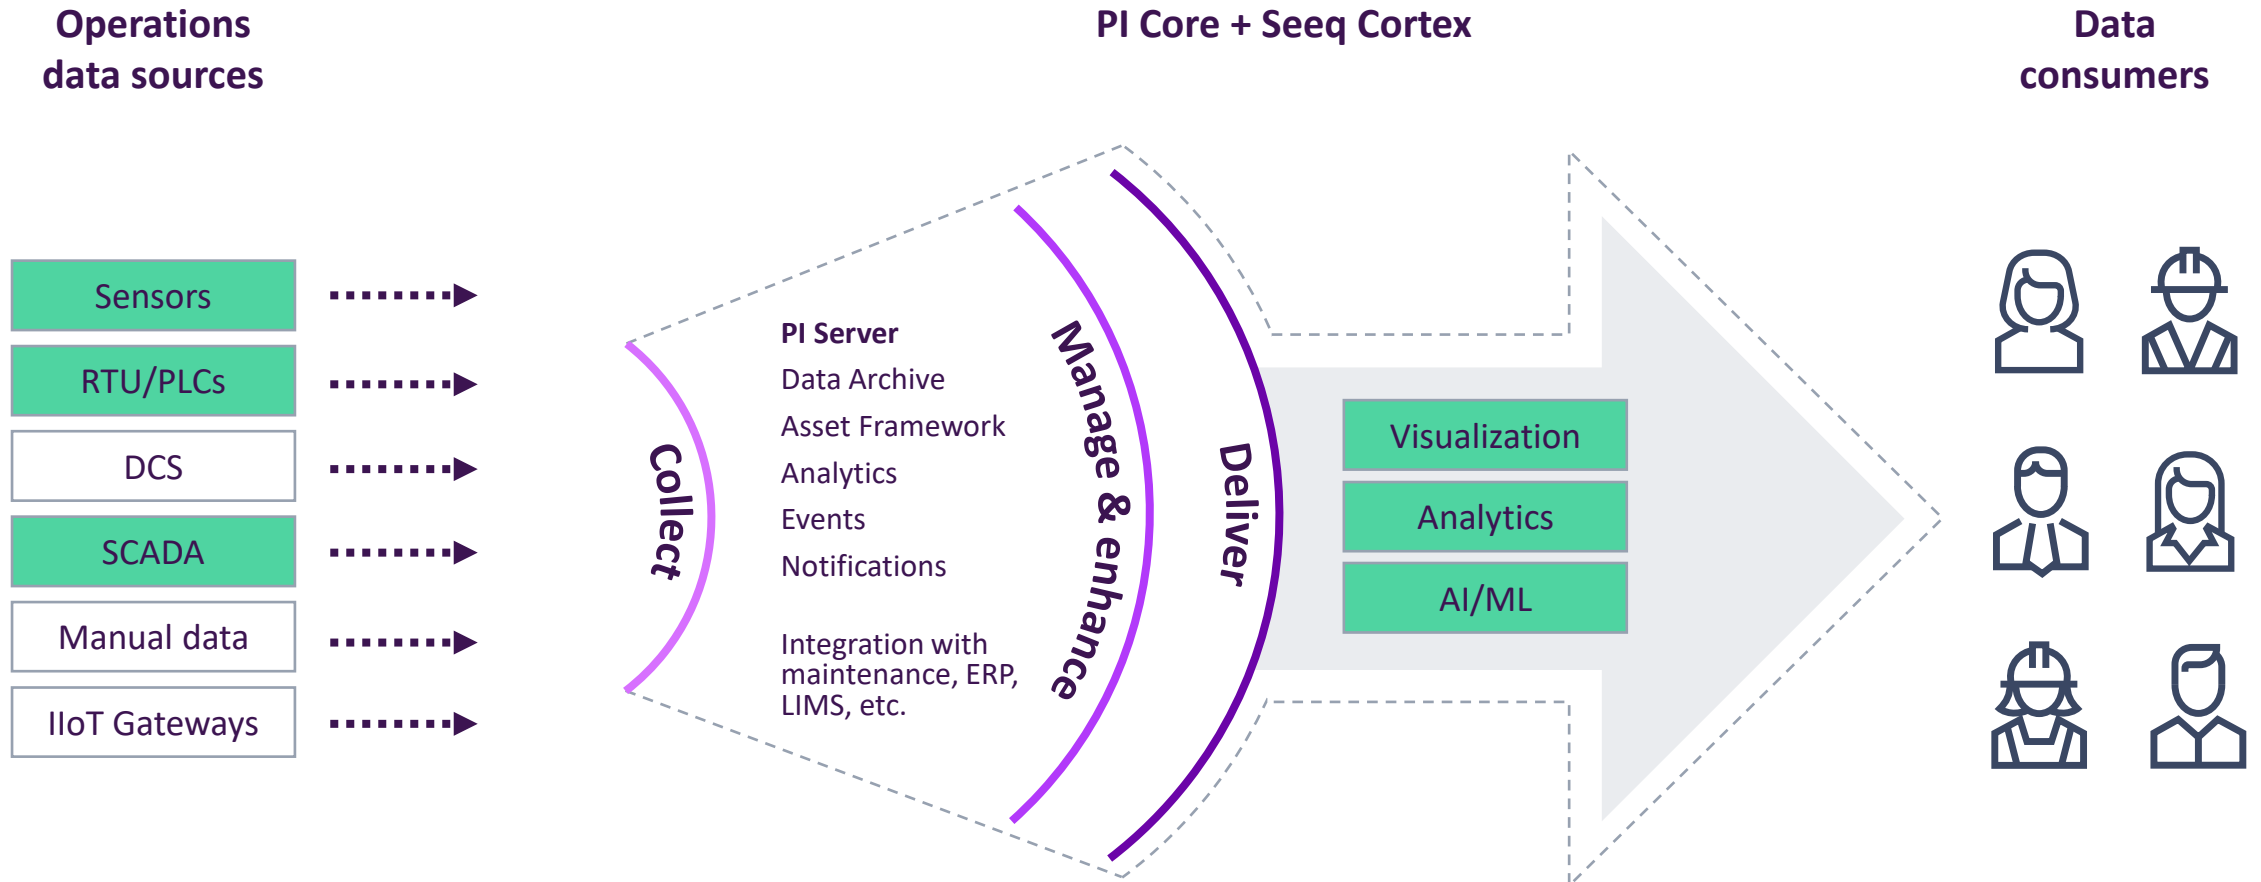 Operations
data sources
PI Core + Seeq Cortex
Data
consumers
Sensors
RTU/PLCs
DCS
SCADA
Manual data
IIoT Gateways
Collect
PI Server
Data Archive
Asset Framework
Analytics
Events
Notifications
Integration with
maintenance, ERP,
LIMS, etc.
Manage & enhance
Deliver
Visualization
Analytics
AI/ML